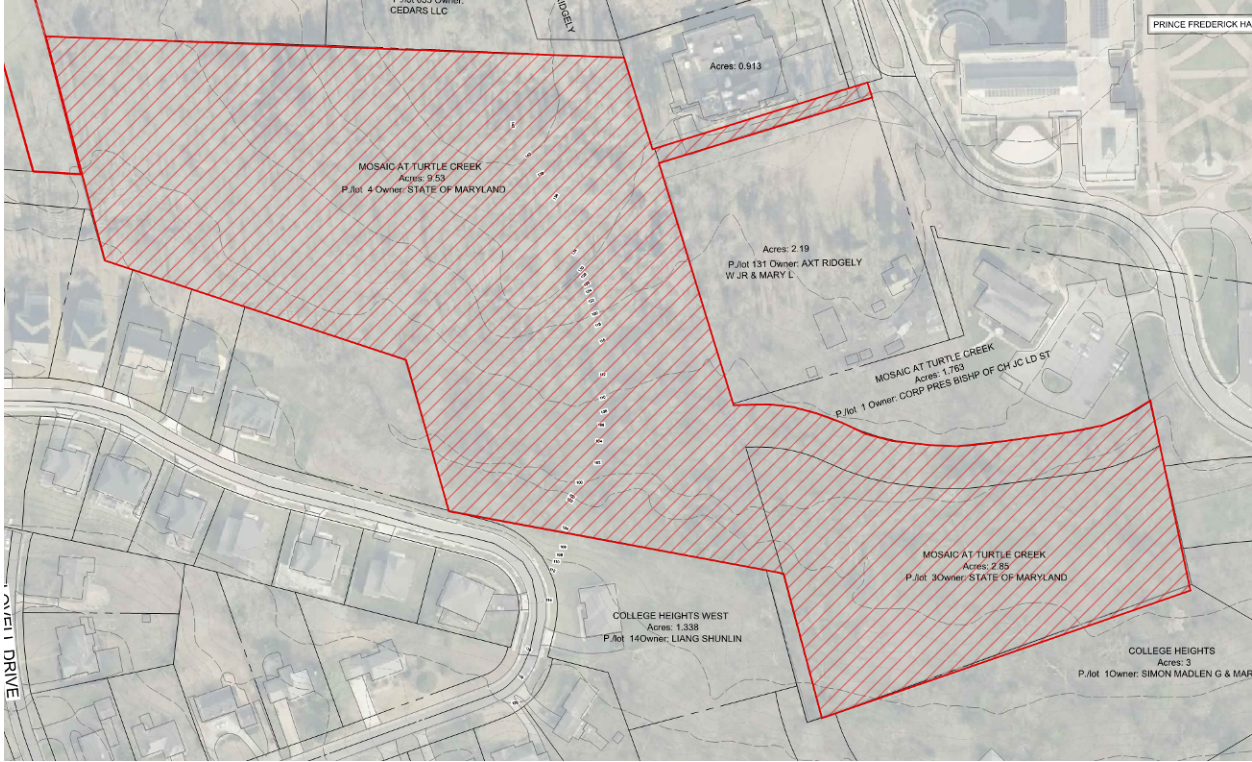 CEDARS LLC
RIDGELY
PRINCE FREDERICK HA
Acres: 0.913
MOSAIC AT TURTLE CREEK
Acres: 9.53
P./lot 4 Owner: STATE OF MARYLAND
Acres: 2.19
P./lot 131 Owner: AXT RIDGELY
W JR & MARY L
MOSAIC AT TURTLE CREEK
Acres: 1.763
P./lot 1 Owner: CORP PRES BISHP OF CH JC LD ST
MOSAIC AT TURTLE CREEK
Acres: 2.85
P./lot 3Owner: STATE OF MARYLAND
COLLEGE HEIGHTS WEST
Acres: 1.338
P./lot 14Owner: LIANG SHUNLIN
COLLEGE HEIGHTS
Acres: 3
P./lot 1Owner: SIMON MADLEN G & MAR
DRIVE